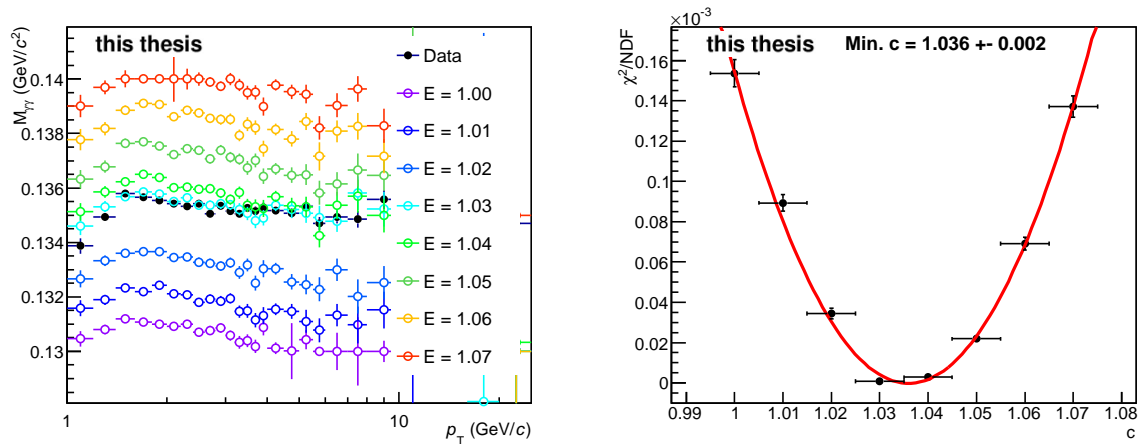 this thesis
M_γγ (GeV/c²)
0.14
0.138
0.136
0.134
0.132
0.13
1
10
p_T (GeV/c)
Data
E = 1.00
E = 1.01
E = 1.02
E = 1.03
E = 1.04
E = 1.05
E = 1.06
E = 1.07
×10⁻³
this thesis Min. c = 1.036 +- 0.002
χ²/NDF
0.16
0.14
0.12
0.1
0.08
0.06
0.04
0.02
0
0.99 1 1.01 1.02 1.03 1.04 1.05 1.06 1.07 1.08
c